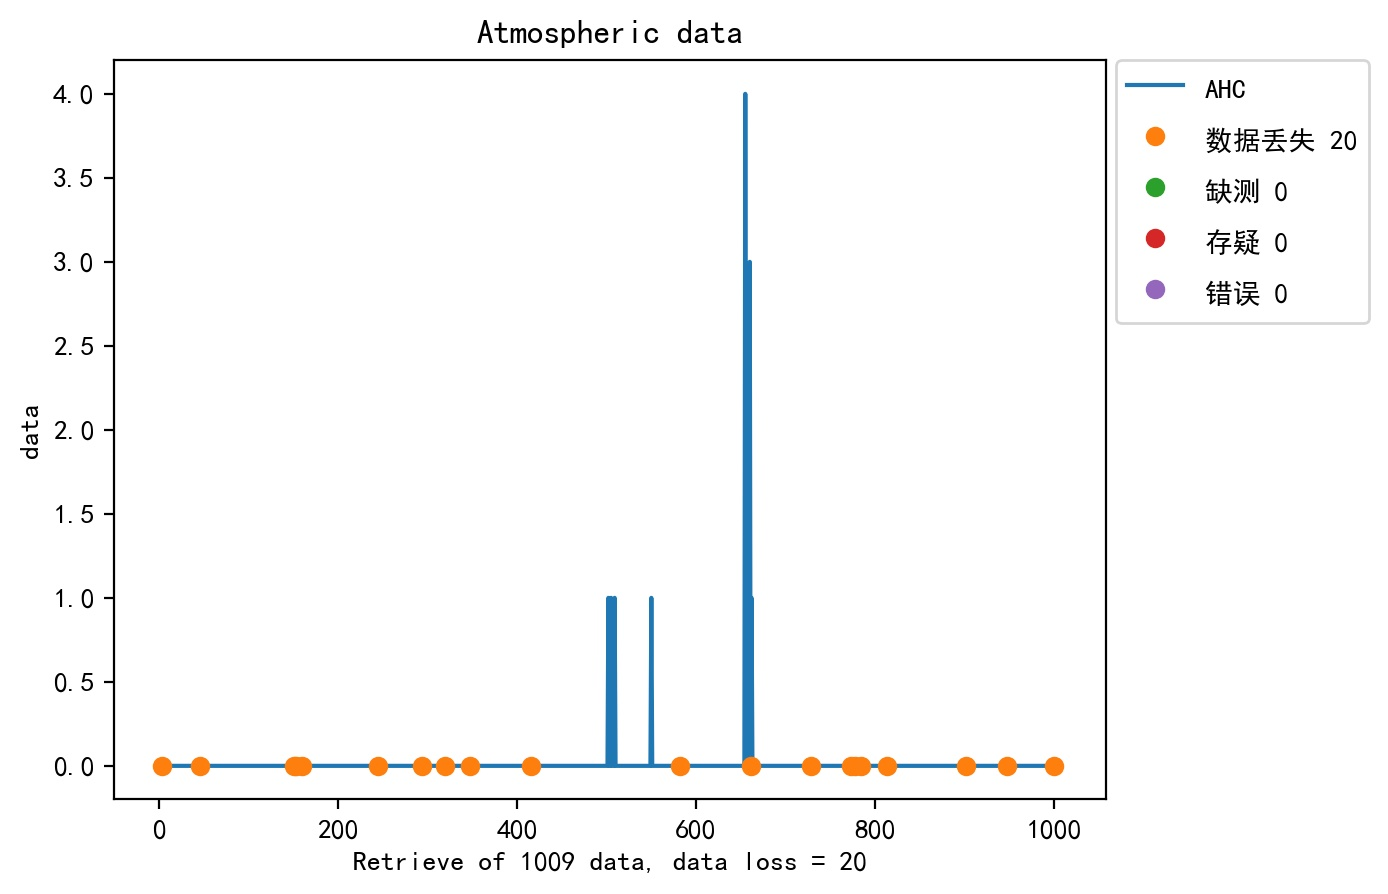 Atmospheric data
AHC
数据丢失 20
缺测 0
存疑 0
错误 0
4.0
3.5
3.0
2.5
2.0
1.5
1.0
0.5
0.0
data
0 200 400 600 800 1000
Retrieve of 1009 data, data loss = 20